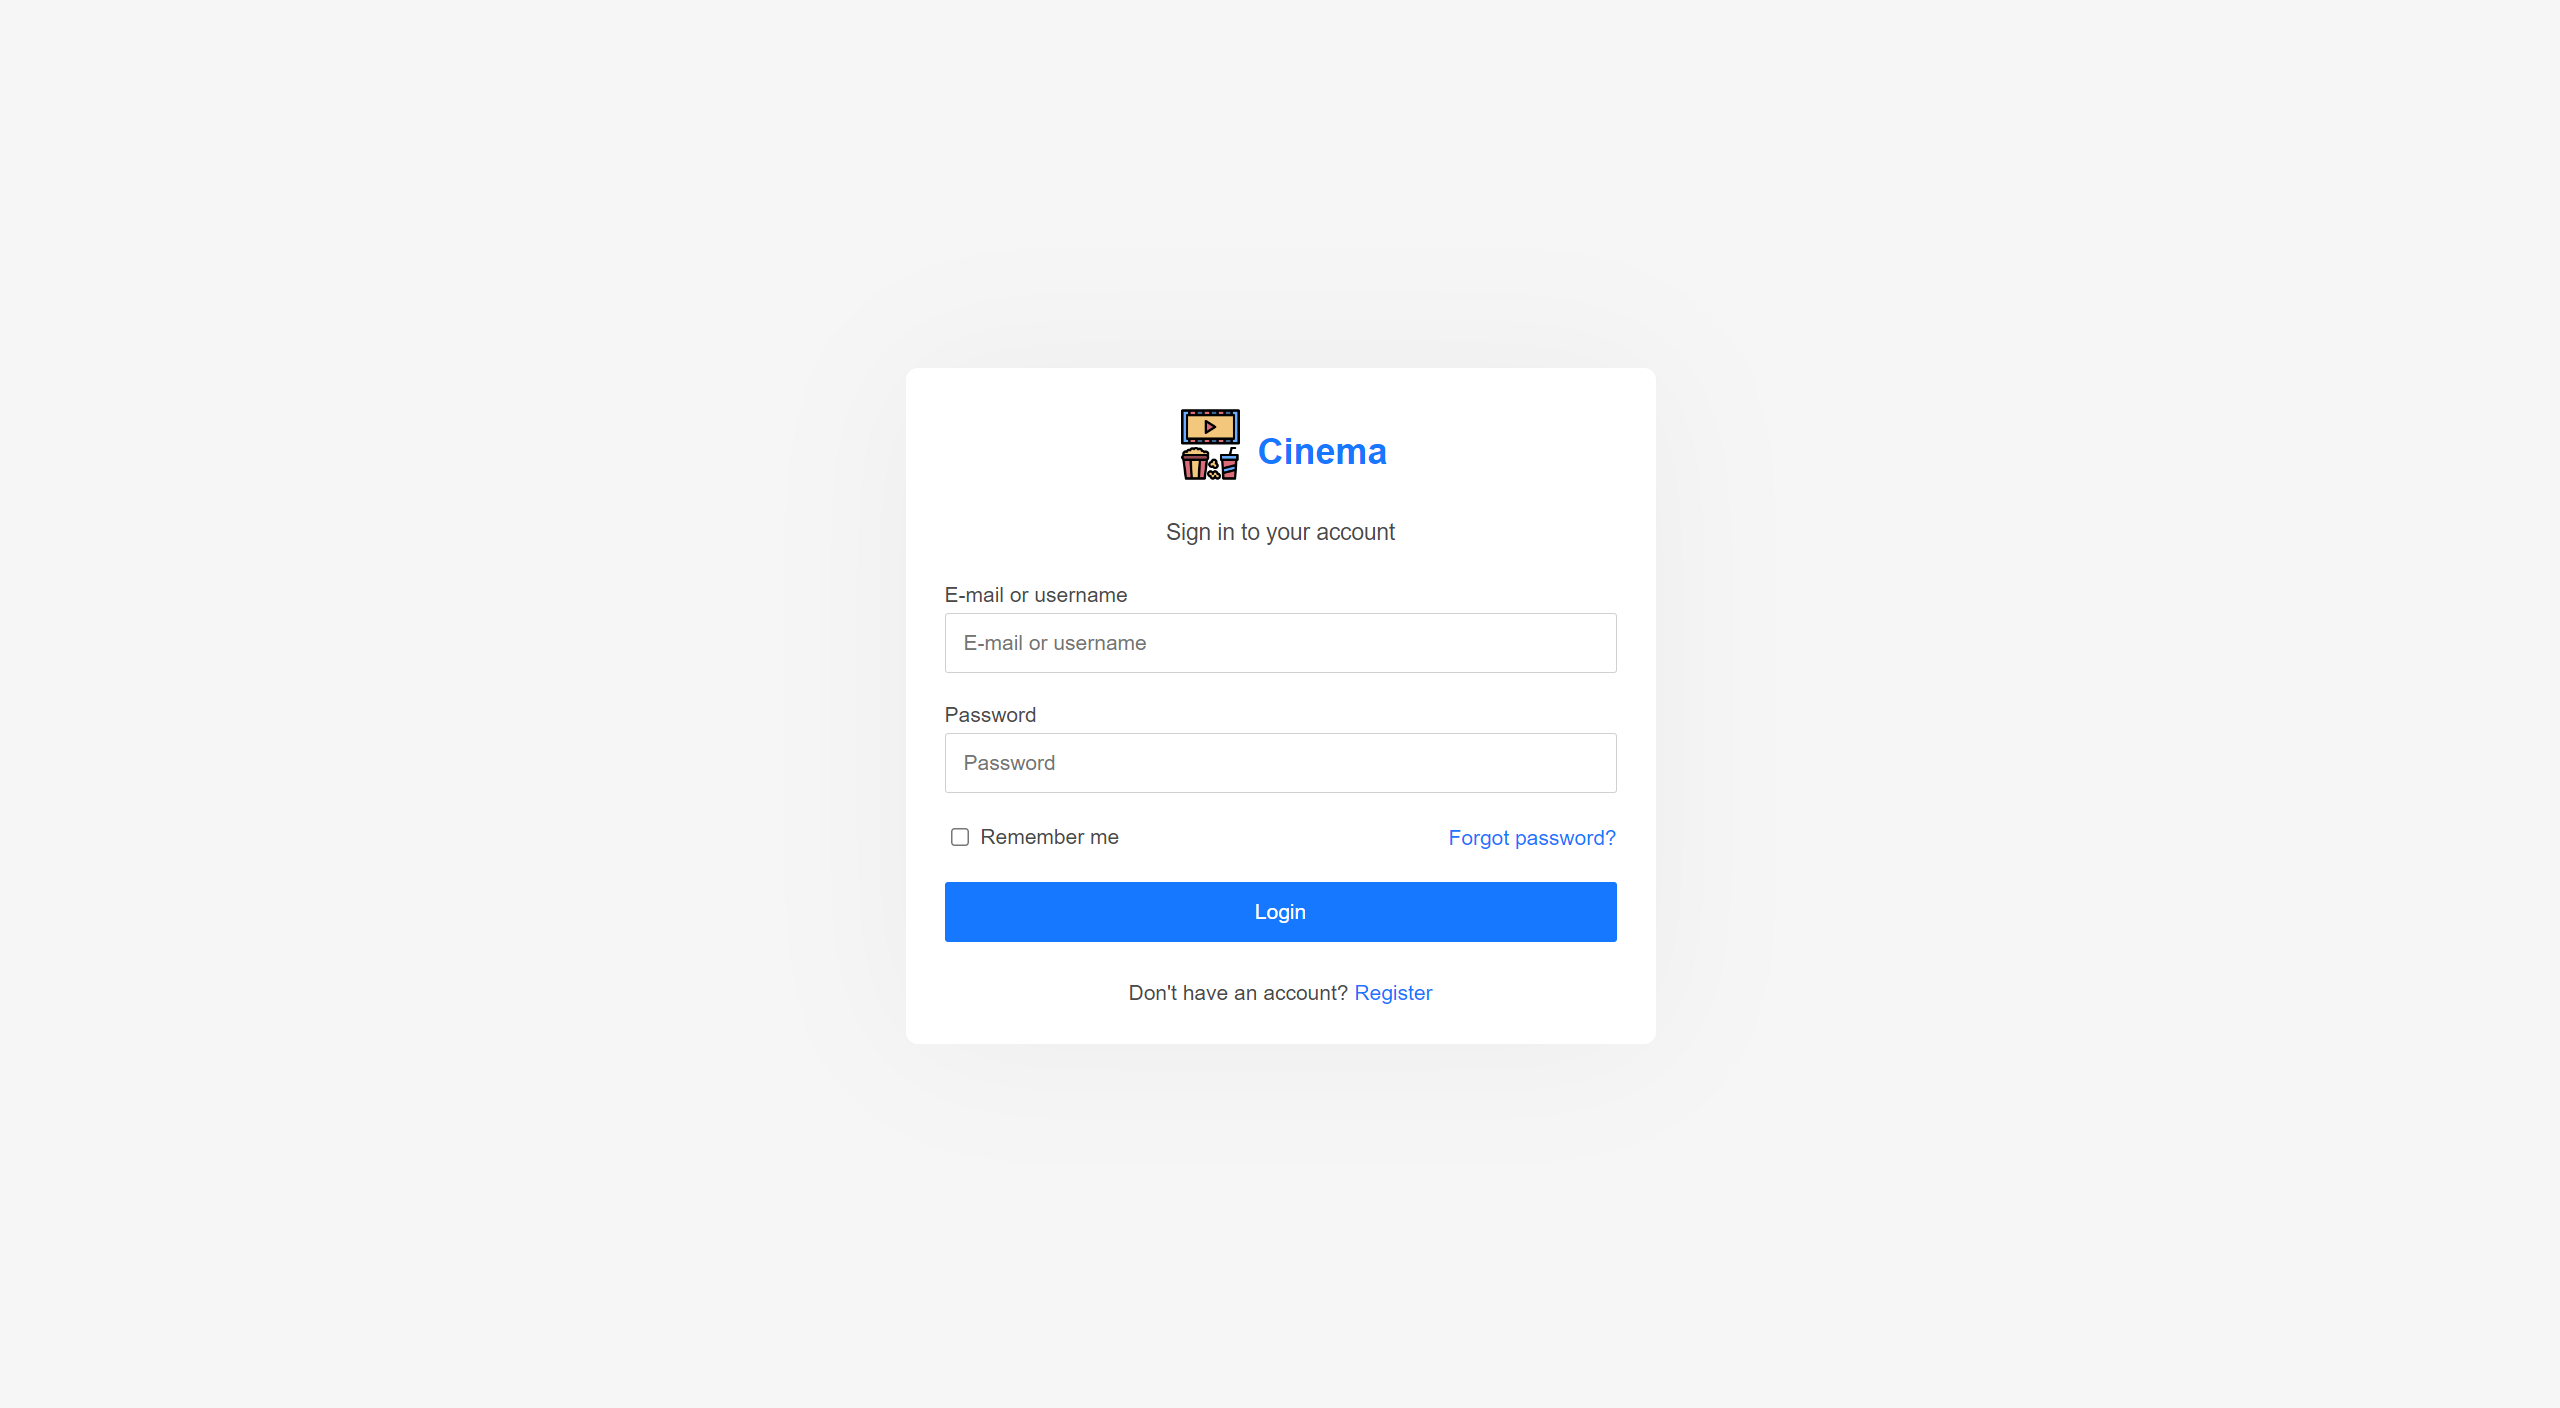 Cinema
Sign in to your account
E-mail or username
E-mail or username
Password
Password
Remember me
Forgot password?
Login
Don't have an account? Register